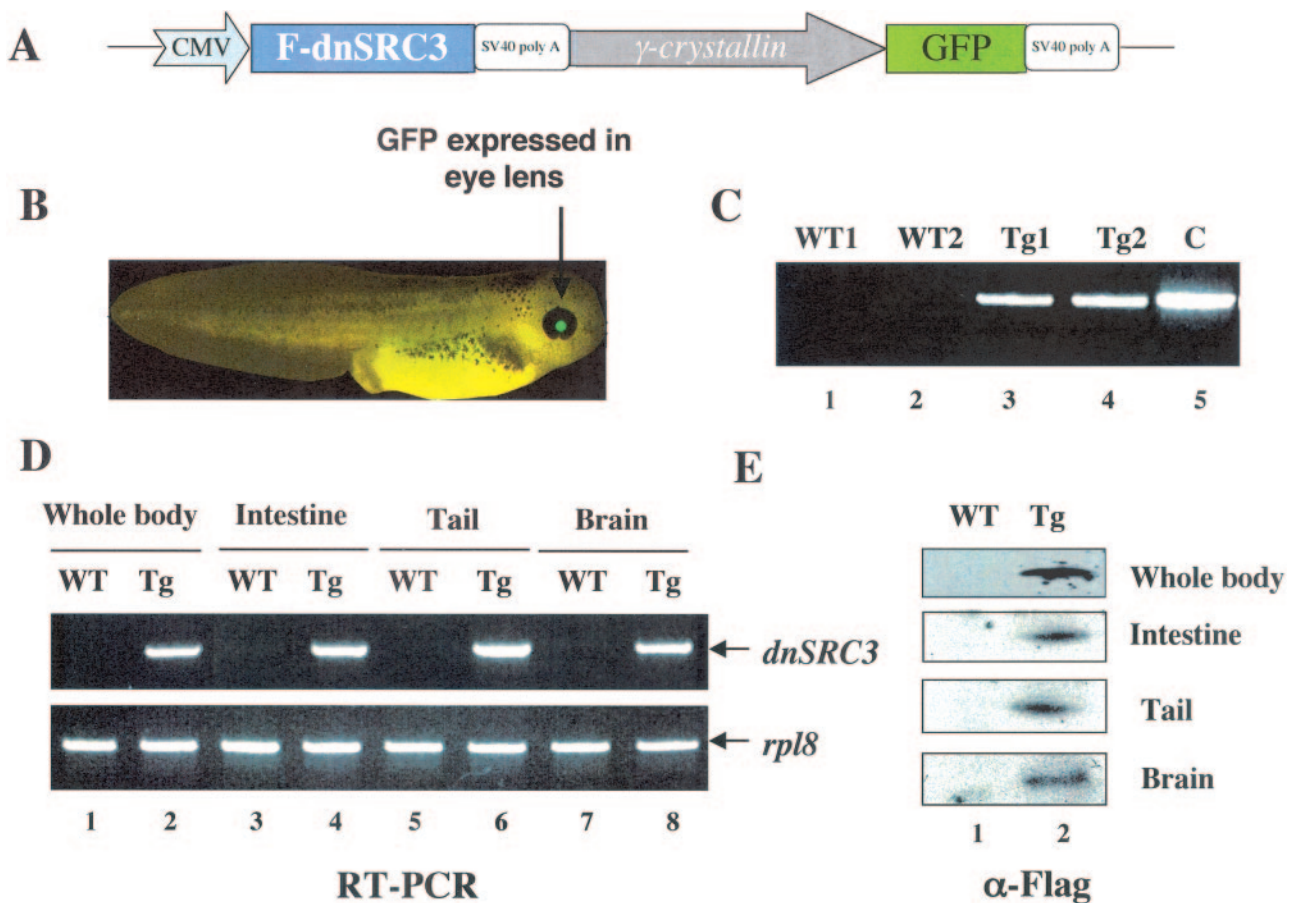 A
CMV F-dnSRC3 SV40 poly A γ-crystallin GFP SV40 poly A
GFP expressed in
eye lens
B
C
WT1 WT2 Tg1 Tg2 C
1 2 3 4 5
D
Whole body Intestine Tail Brain
WT Tg WT Tg WT Tg WT Tg
dnSRC3
rpl8
1 2 3 4 5 6 7 8
RT-PCR
E
WT Tg
Whole body
Intestine
Tail
Brain
1 2
α-Flag